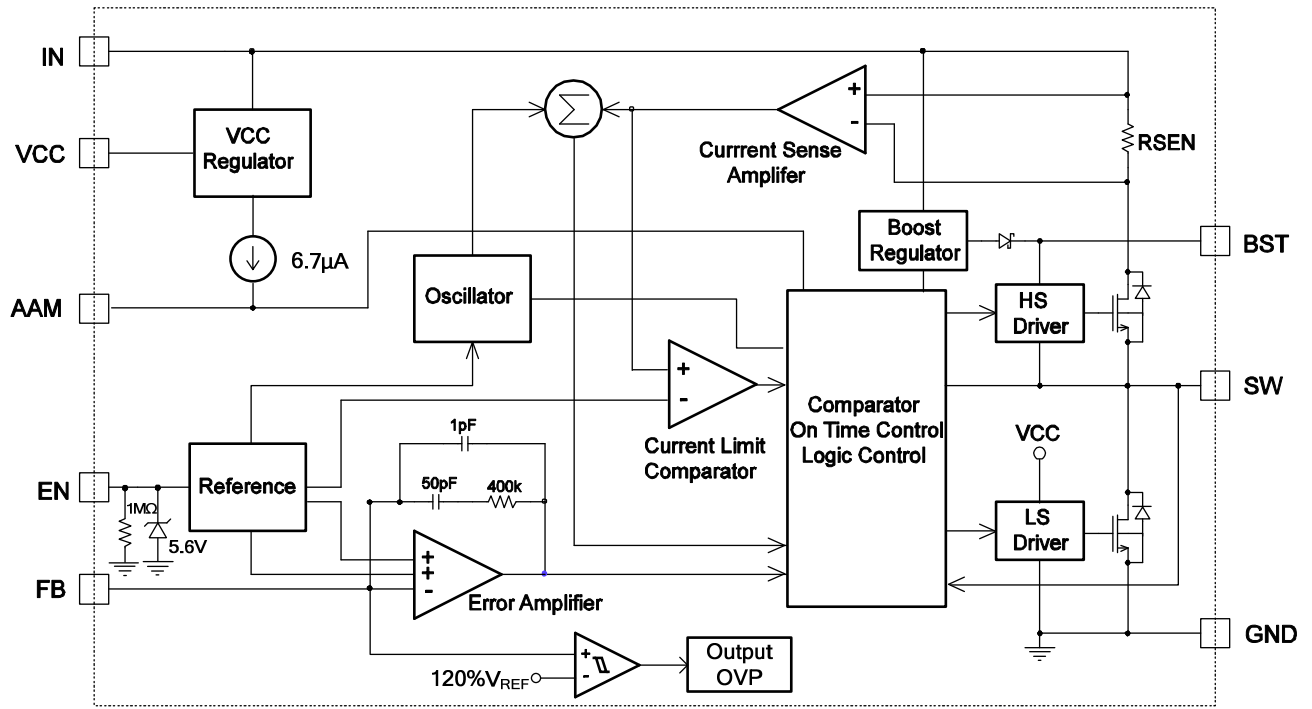 IN
VCC
Regulator
VCC
6.7µA
AAM
Σ
+
-
Currrent Sense
Amplifer
RSEN
Boost
Regulator
BST
Oscillator
HS
Driver
SW
+
-
Current Limit
Comparator
Comparator
On Time Control
Logic Control
VCC
LS
Driver
GND
1pF
50pF
400k
EN
Reference
1MΩ
5.6V
FB
+
+
-
Error Amplifier
+
-
120%VREF
Output
OVP